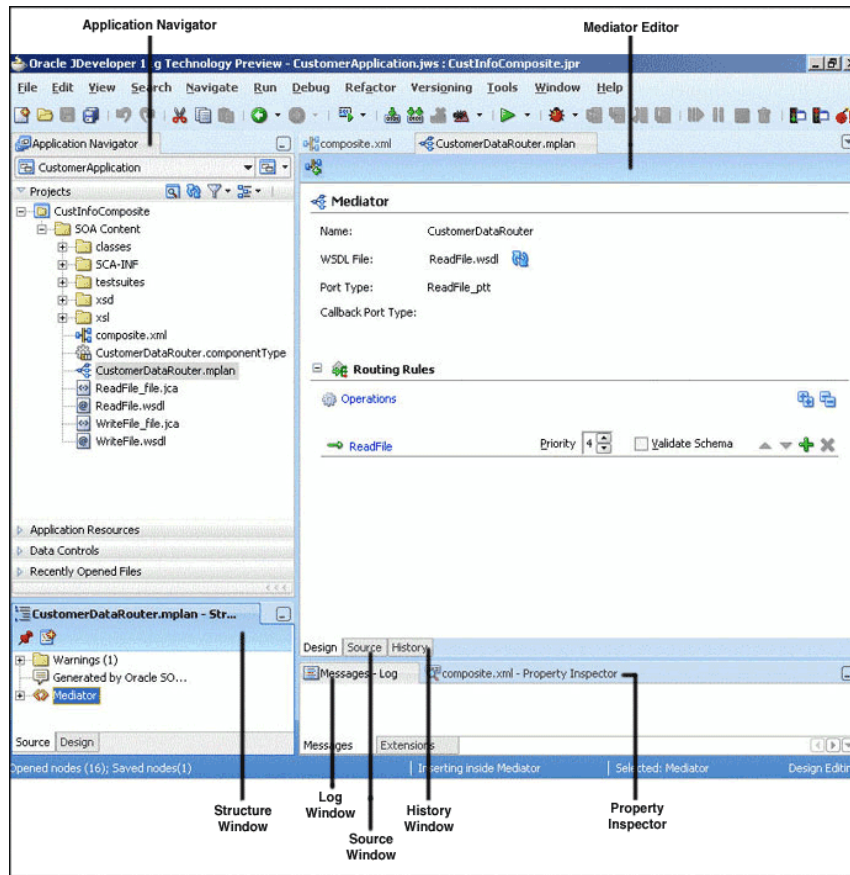 Application Navigator
Mediator Editor
Oracle JDeveloper 11g Technology Preview - CustomerApplication.jws : CustInfoComposite.jpr
File Edit View Search Navigate Run Debug Refactor Versioning Tools Window Help
Application Navigator
composite.xml
CustomerDataRouter.mplan
CustomerApplication
Projects
CustInfoComposite
SOA Content
classes
SCA-INF
testsuites
xsd
xsl
composite.xml
CustomerDataRouter.componentType
CustomerDataRouter.mplan
ReadFile_file.jca
ReadFile.wsdl
WriteFile_file.jca
WriteFile.wsdl
Application Resources
Data Controls
Recently Opened Files
Mediator
Name: CustomerDataRouter
WSDL File: ReadFile.wsdl
Port Type: ReadFile_ptt
Callback Port Type:
Routing Rules
Operations
ReadFile Priority 4 Validate Schema
Design Source History
CustomerDataRouter.mplan - Str...
Warnings (1)
Generated by Oracle SO...
Mediator
Source Design
Messages - Log
composite.xml - Property Inspector
Messages Extensions
Opened nodes (16); Saved nodes(1)
Inserting inside Mediator
Selected: Mediator
Design Editin
Structure
Window
Log
Window
Source
Window
History
Window
Property
Inspector